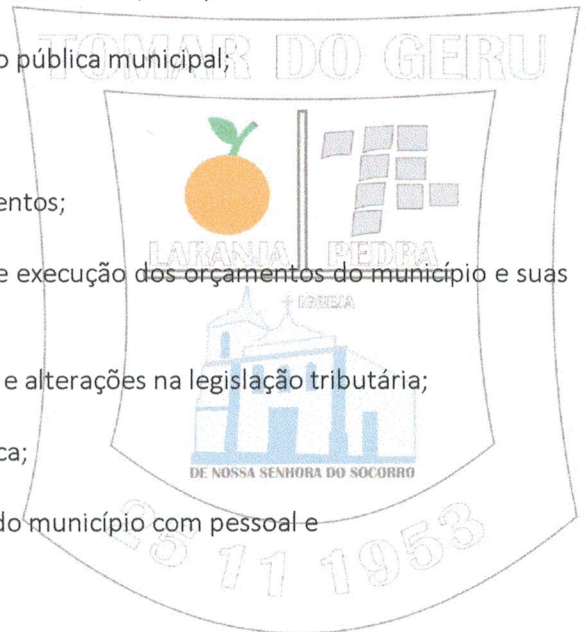 TOMAR DO GERU
o pública municipal;
entos;
LARANJA PEDRA
e execução dos orçamentos do município e suas
IGREJA
e alterações na legislação tributária;
ca;
DE NOSSA SENHORA DO SOCORRO
do município com pessoal e
25 11 1953